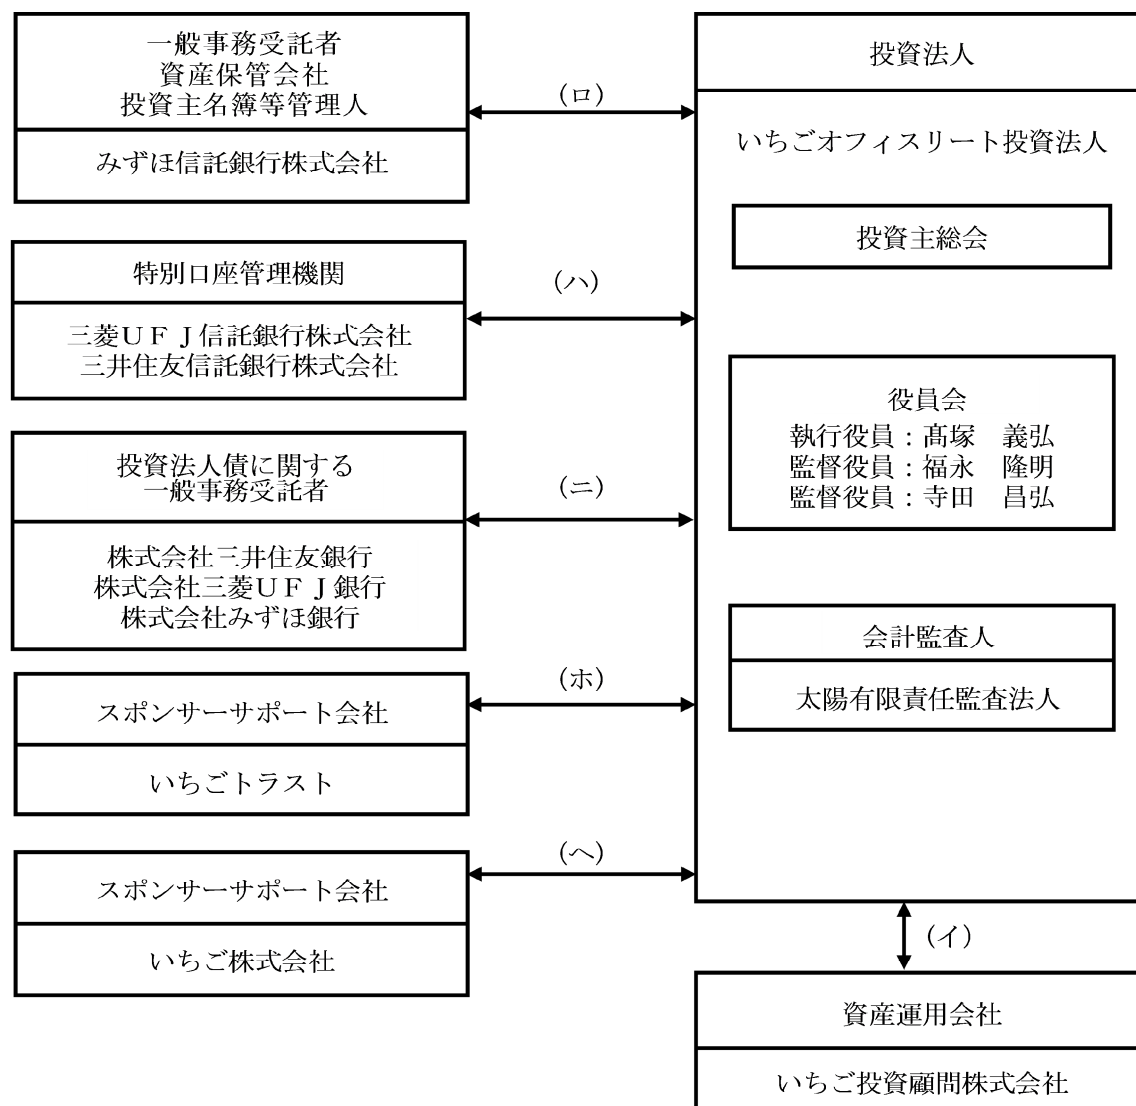 一般事務受託者
資産保管会社
投資主名簿等管理人
みずほ信託銀行株式会社
(ロ)
特別口座管理機関
三菱UFJ信託銀行株式会社
三井住友信託銀行株式会社
(ハ)
投資法人債に関する
一般事務受託者
株式会社三井住友銀行
株式会社三菱UFJ銀行
株式会社みずほ銀行
(ニ)
スポンサーサポート会社
いちごトラスト
(ホ)
スポンサーサポート会社
いちご株式会社
(ヘ)
投資法人
いちごオフィスリート投資法人
投資主総会
役員会
執行役員：髙塚　義弘
監督役員：福永　隆明
監督役員：寺田　昌弘
会計監査人
太陽有限責任監査法人
(イ)
資産運用会社
いちご投資顧問株式会社